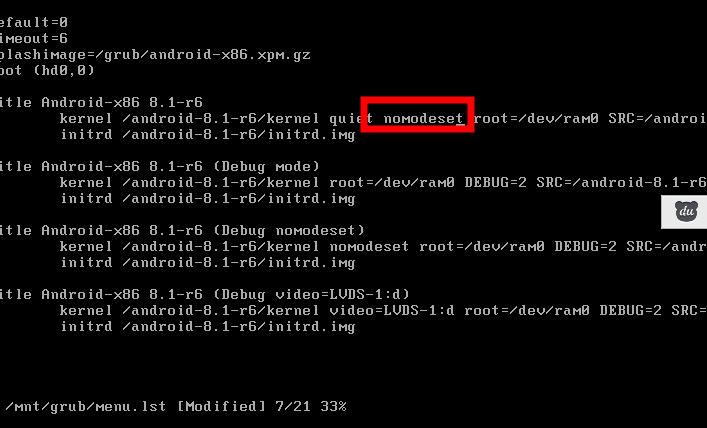 efault=0
imeout=6
plashimage=/grub/android-x86.xpm.gz
oot (hd0,0)
itle Android-x86 8.1-r6
kernel /android-8.1-r6/kernel quiet nomodeset root=/dev/ram0 SRC=/androi
initrd /android-8.1-r6/initrd.img
itle Android-x86 8.1-r6 (Debug mode)
kernel /android-8.1-r6/kernel root=/dev/ram0 DEBUG=2 SRC=/android-8.1-r6
initrd /android-8.1-r6/initrd.img
du
itle Android-x86 8.1-r6 (Debug nomodeset)
kernel /android-8.1-r6/kernel nomodeset root=/dev/ram0 DEBUG=2 SRC=/andr
initrd /android-8.1-r6/initrd.img
itle Android-x86 8.1-r6 (Debug video=LVDS-1:d)
kernel /android-8.1-r6/kernel video=LVDS-1:d root=/dev/ram0 DEBUG=2 SRC=
initrd /android-8.1-r6/initrd.img
/mnt/grub/menu.lst [Modified] 7/21 33%